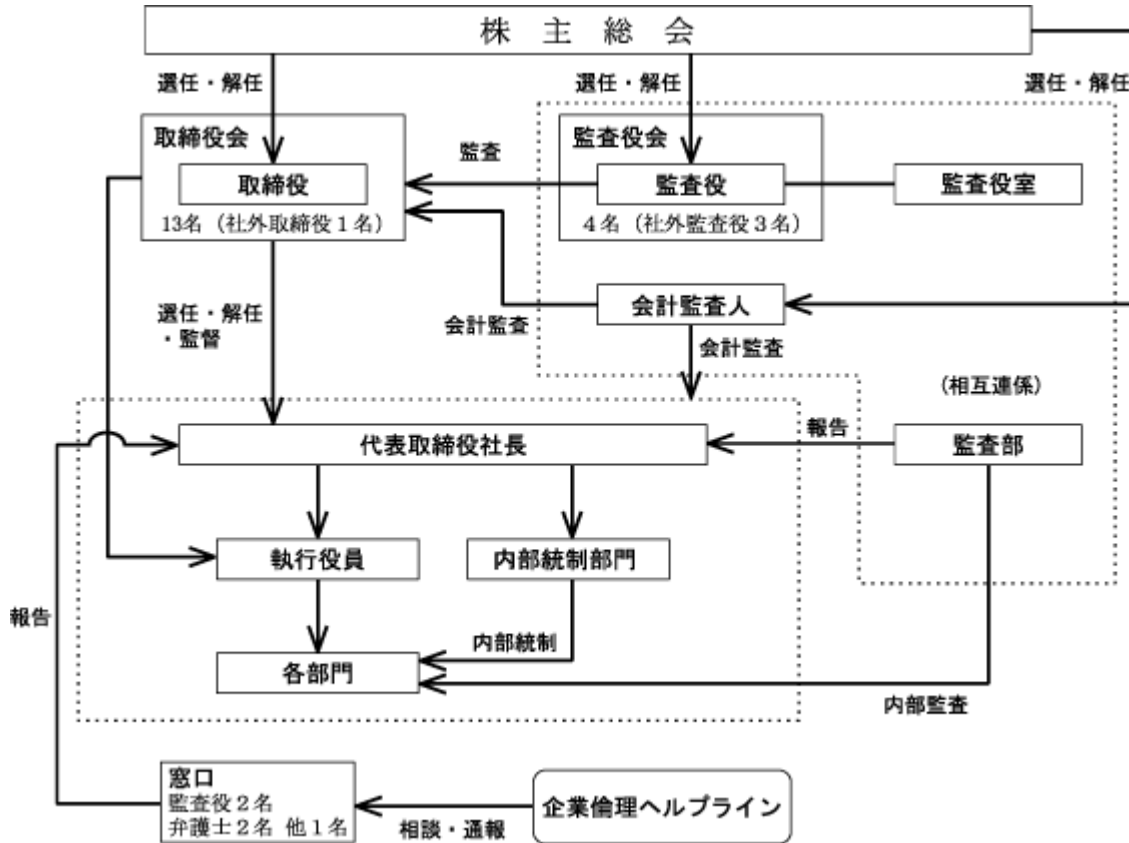 株主総会
選任・解任
選任・解任
選任・解任
取締役会
取締役
13名（社外取締役１名）
監査
監査役会
監査役
４名（社外監査役３名）
監査役室
会計監査人
選任・解任
・監督
会計監査
会計監査
(相互連係)
代表取締役社長
報告
監査部
執行役員
内部統制部門
報告
内部統制
各部門
内部監査
窓口
監査役２名
弁護士２名 他１名
相談・通報
企業倫理ヘルプライン